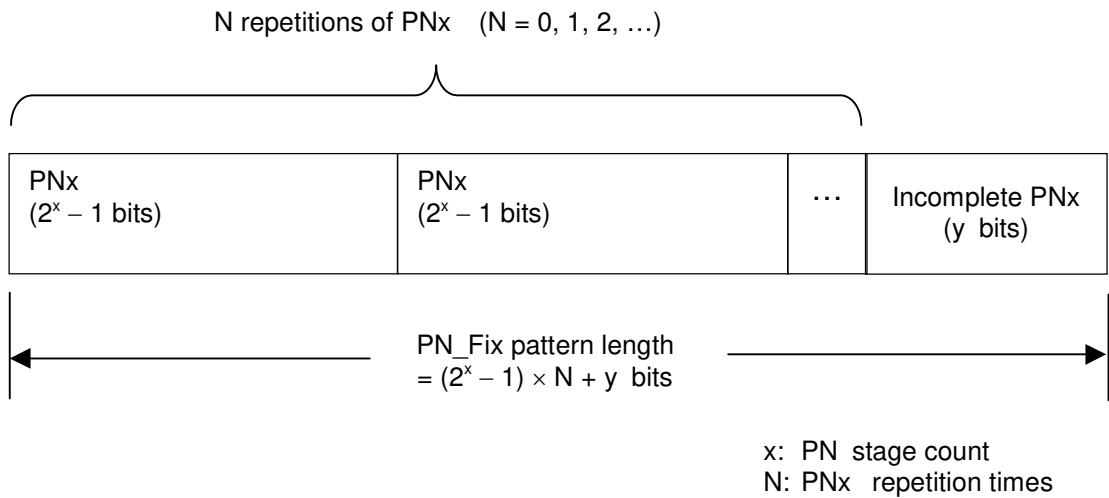 N repetitions of PNx (N = 0, 1, 2, …)
PNx
(2ˣ − 1 bits)
PNx
(2ˣ − 1 bits)
…
Incomplete PNx
(y bits)
PN_Fix pattern length
= (2ˣ − 1) × N + y bits
x: PN stage count
N: PNx repetition times